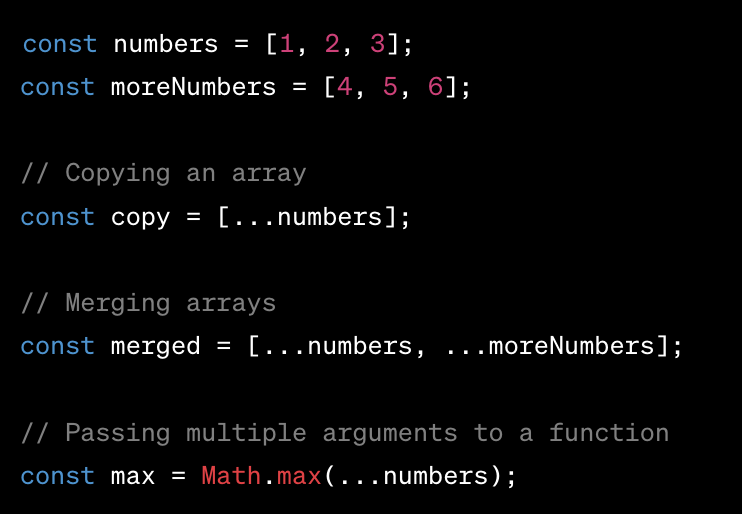 const numbers = [1, 2, 3];
const moreNumbers = [4, 5, 6];
// Copying an array
const copy = [...numbers];
// Merging arrays
const merged = [...numbers, ...moreNumbers];
// Passing multiple arguments to a function
const max = Math.max(...numbers);